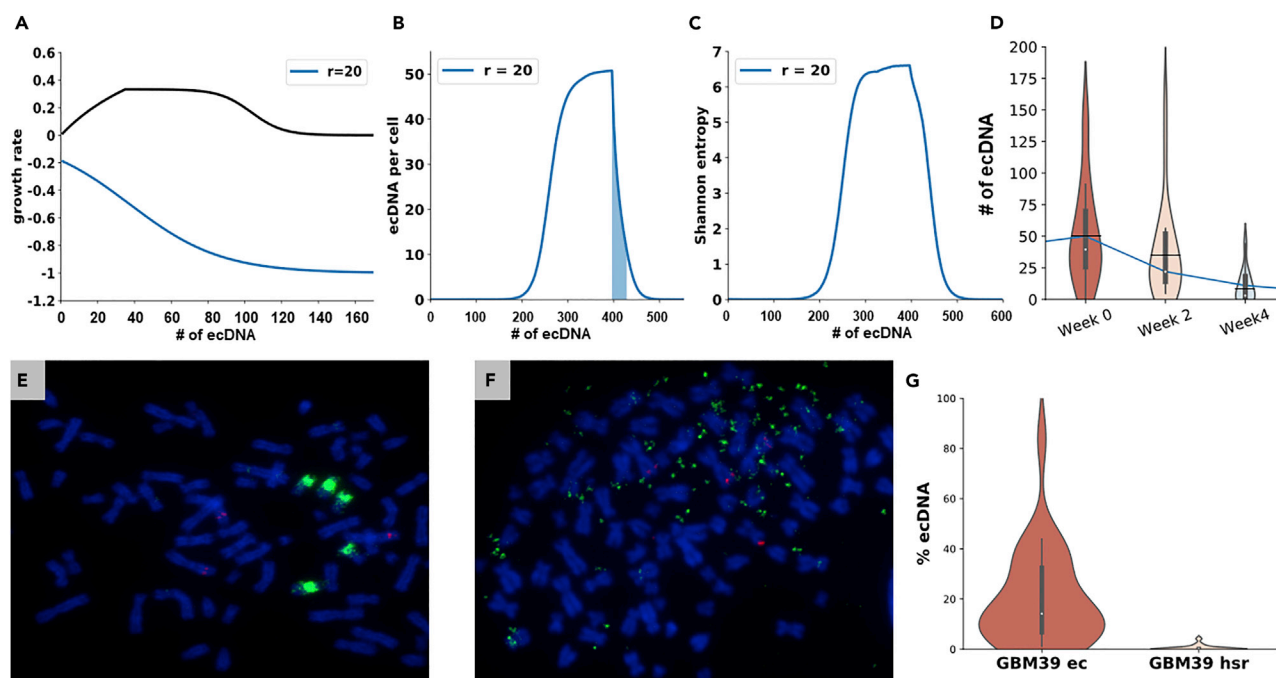 A
growth rate
0.6
0.4
0.2
0
-0.2
-0.4
-0.6
-0.8
-1
-1.2
r=20
0 20 40 60 80 100 120 140 160
# of ecDNA
B
ecDNA per cell
50
40
30
20
10
0
r = 20
0 100 200 300 400 500
# of ecDNA
C
Shannon entropy
7
6
5
4
3
2
1
0
r = 20
0 100 200 300 400 500 600
# of ecDNA
D
# of ecDNA
200
175
150
125
100
75
50
25
0
Week 0 Week 2 Week4
E
F
G
% ecDNA
100
80
60
40
20
0
GBM39 ec GBM39 hsr